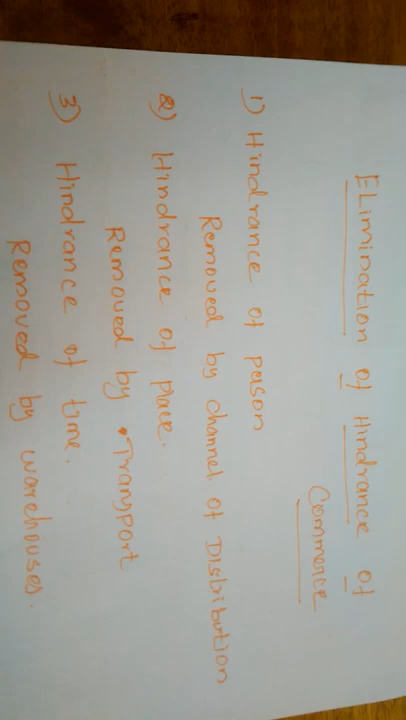 ELimination of Hindrance of
Commerce
1) Hindrance of pason
Removed by channel of Distribution
2) Hindrance of place.
Removed by Transport
3) Hindrance of time.
Removed by warehouses.